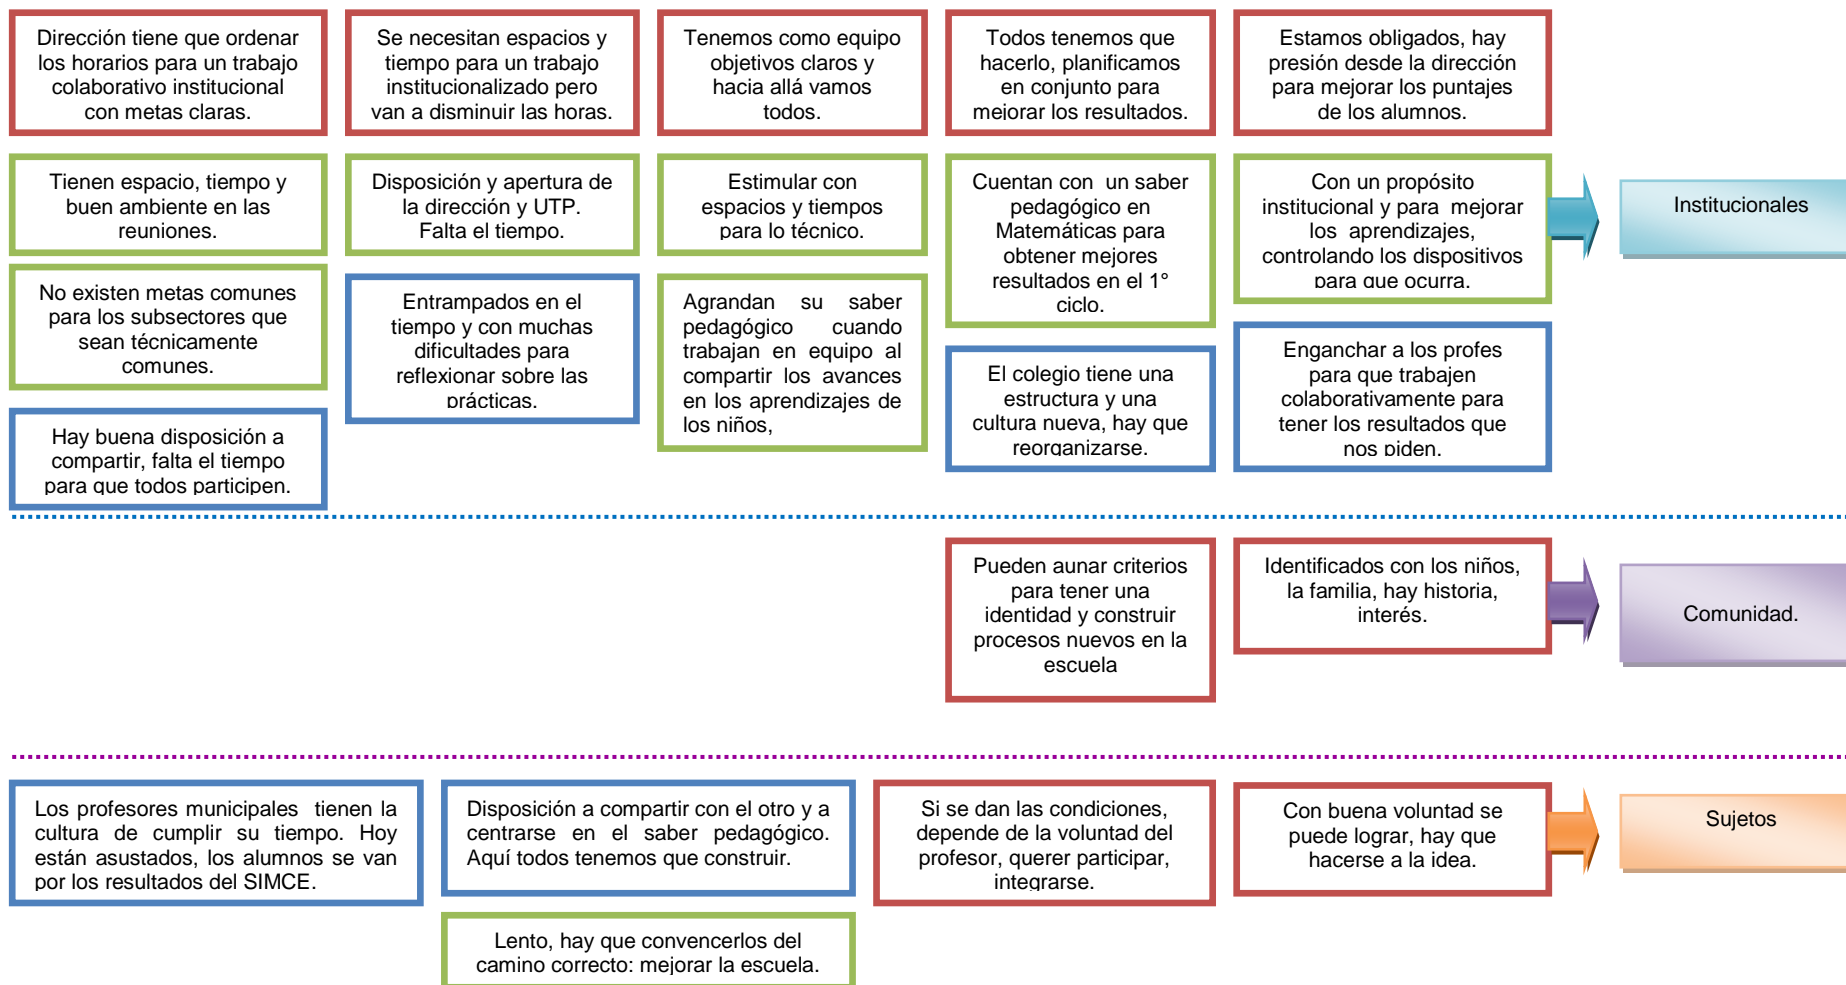 Dirección tiene que ordenar
los horarios para un trabajo
colaborativo institucional
con metas claras.
Se necesitan espacios y
tiempo para un trabajo
institucionalizado pero
van a disminuir las horas.
Tenemos como equipo
objetivos claros y
hacia allá vamos
todos.
Todos tenemos que
hacerlo, planificamos
en conjunto para
mejorar los resultados.
Estamos obligados, hay
presión desde la dirección
para mejorar los puntajes
de los alumnos.
Tienen espacio, tiempo y
buen ambiente en las
reuniones.
Disposición y apertura de
la dirección y UTP.
Falta el tiempo.
Estimular con
espacios y tiempos
para lo técnico.
Cuentan con un saber
pedagógico en
Matemáticas para
obtener mejores
resultados en el 1°
ciclo.
Con un propósito
institucional y para mejorar
los aprendizajes,
controlando los dispositivos
para que ocurra.
Institucionales
No existen metas comunes
para los subsectores que
sean técnicamente
comunes.
Entrampados en el
tiempo y con muchas
dificultades para
reflexionar sobre las
prácticas.
Agrandan su saber
pedagógico cuando
trabajan en equipo al
compartir los avances
en los aprendizajes de
los niños,
El colegio tiene una
estructura y una
cultura nueva, hay que
reorganizarse.
Enganchar a los profes
para que trabajen
colaborativamente para
tener los resultados que
nos piden.
Hay buena disposición a
compartir, falta el tiempo
para que todos participen.
Pueden aunar criterios
para tener una
identidad y construir
procesos nuevos en la
escuela
Identificados con los niños,
la familia, hay historia,
interés.
Comunidad.
Los profesores municipales tienen la
cultura de cumplir su tiempo. Hoy
están asustados, los alumnos se van
por los resultados del SIMCE.
Disposición a compartir con el otro y a
centrarse en el saber pedagógico.
Aquí todos tenemos que construir.
Si se dan las condiciones,
depende de la voluntad del
profesor, querer participar,
integrarse.
Con buena voluntad se
puede lograr, hay que
hacerse a la idea.
Sujetos
Lento, hay que convencerlos del
camino correcto: mejorar la escuela.